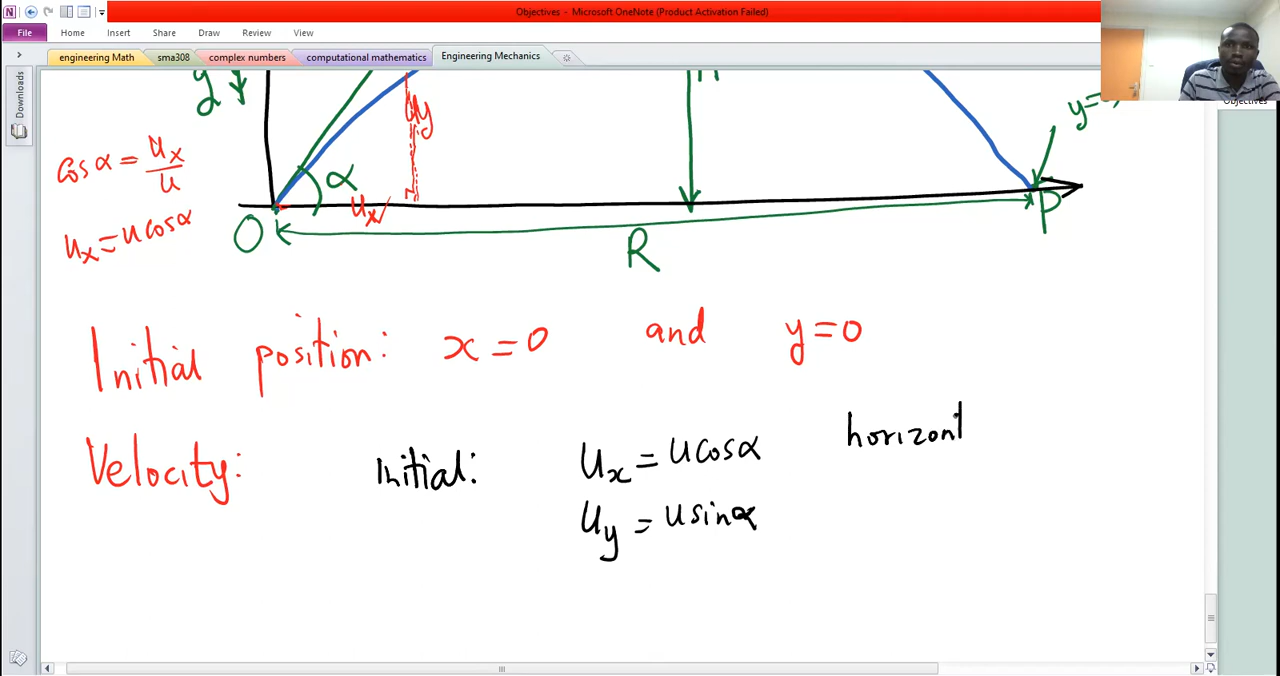 Objectives - Microsoft OneNote (Product Activation Failed)
File Home Insert Share Draw Review View
engineering Math sma308 complex numbers computational mathematics Engineering Mechanics
Downloads
Objectives
y
H
y=
g
uy
cos α = ux/u
α
ux
ux = u cos α
O
P
R
Initial position: x = 0 and y = 0
Velocity: Initial: ux = u cos α horizont
uy = u sin α